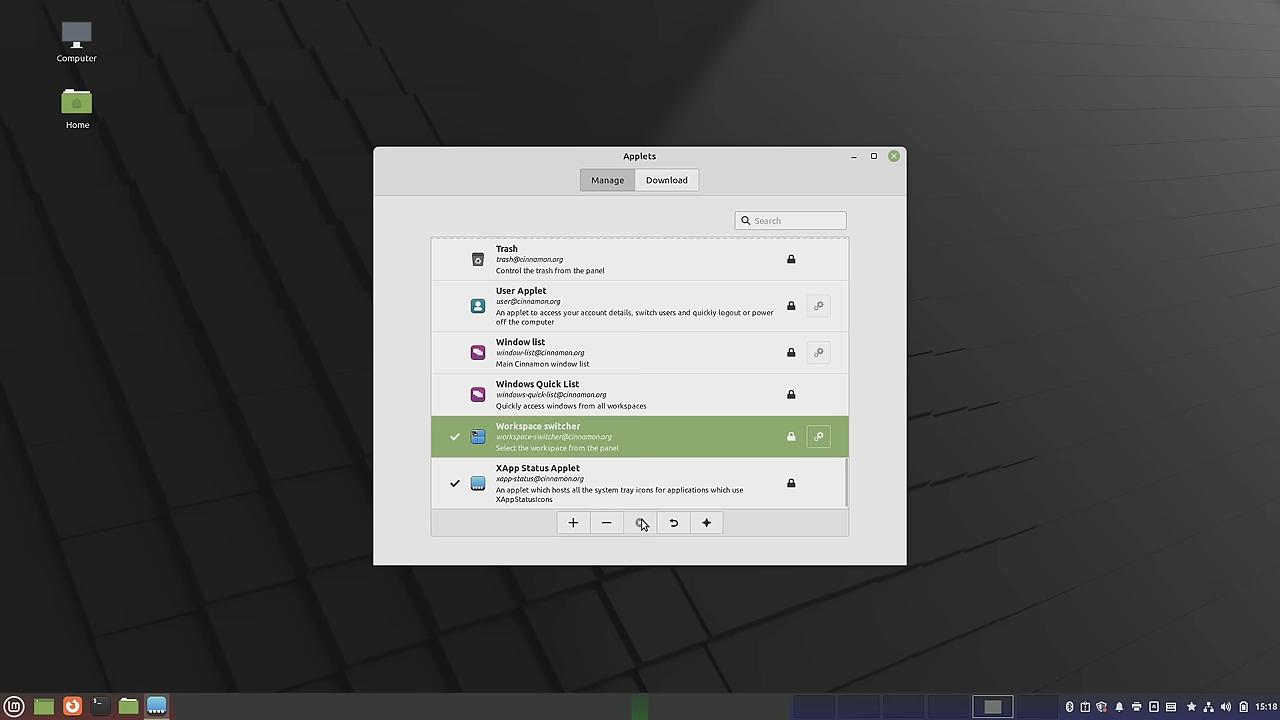 Computer
Home
Applets
Manage
Download
Search
Trash
trash@cinnamon.org
Control the trash from the panel
User Applet
user@cinnamon.org
An applet to access your account details, switch users and quickly logout or power
off the computer
Window list
window-list@cinnamon.org
Main Cinnamon window list
Windows Quick List
windows-quick-list@cinnamon.org
Quickly access windows from all workspaces
Workspace switcher
workspace-switcher@cinnamon.org
Select the workspace from the panel
XApp Status Applet
xapp-status@cinnamon.org
An applet which hosts all the system tray icons for applications which use
XAppStatusIcons
15:18